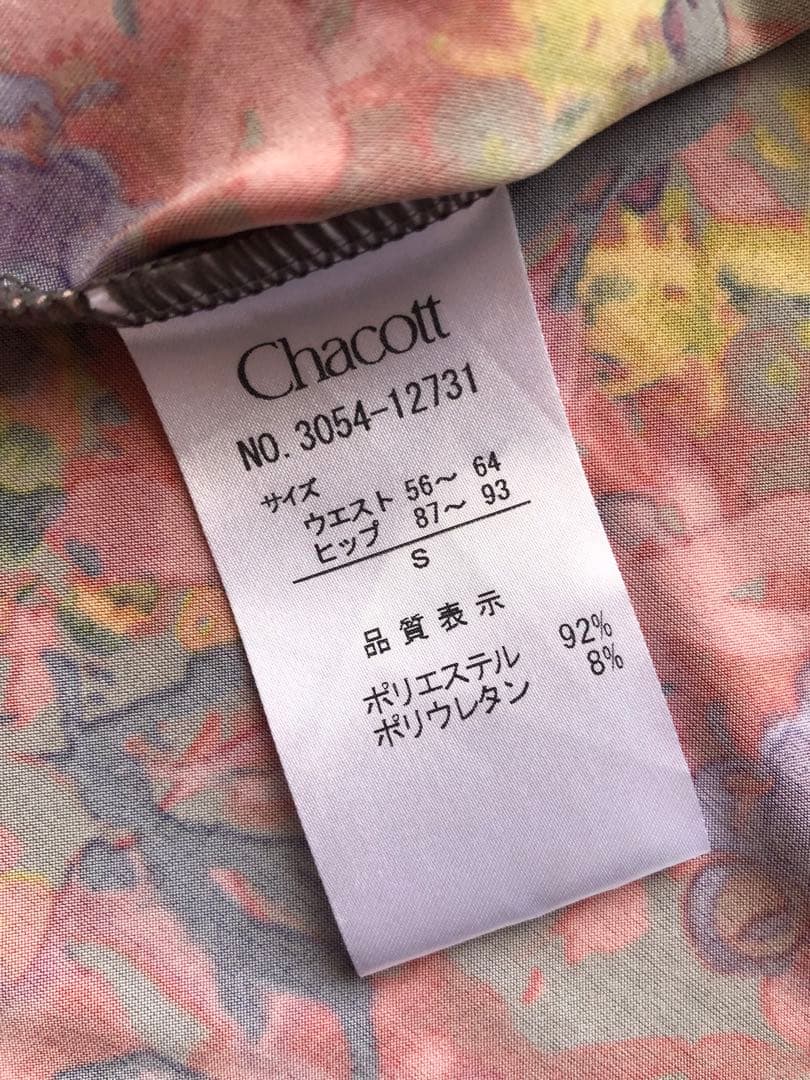 Chacott
NO. 3054-12731
サイズ
ウエスト 56〜 64
ヒップ 87〜 93
S
品質表示
ポリエステル 92%
ポリウレタン 8%